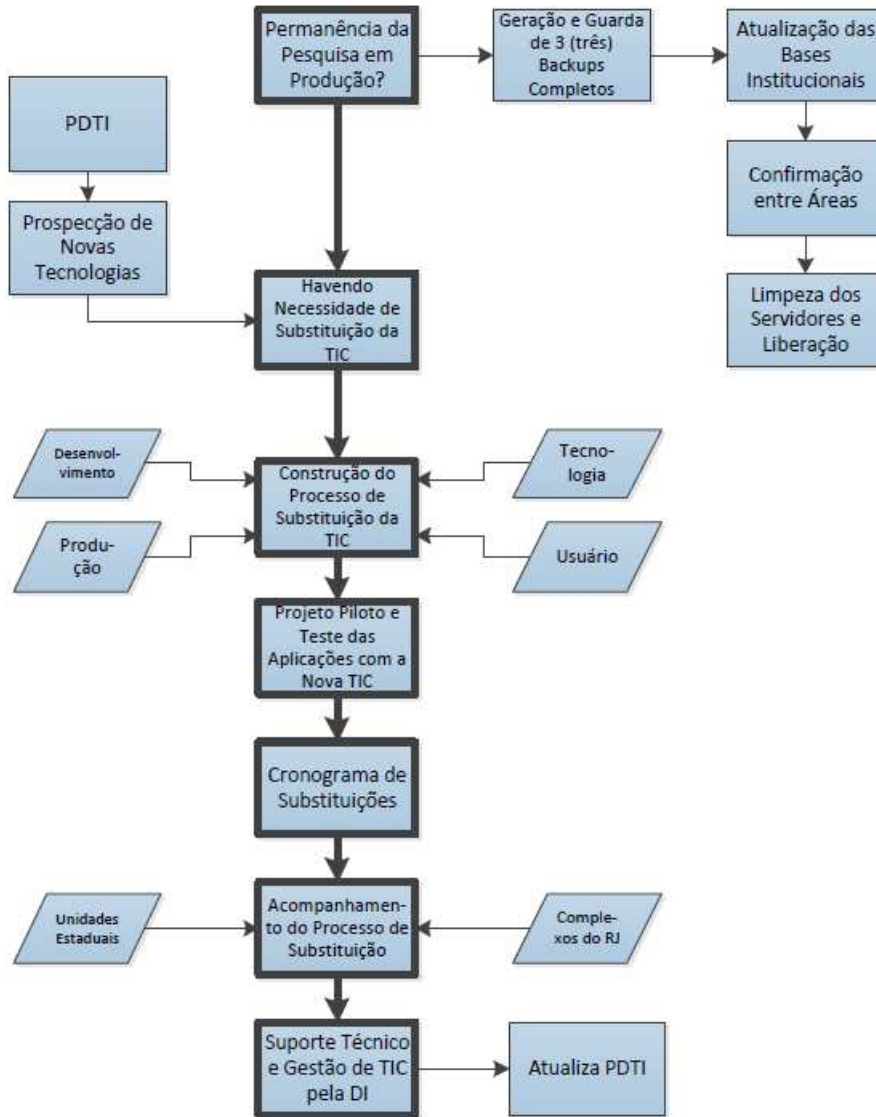 Permanência da
Pesquisa em
Produção?
Geração e Guarda
de 3 (três)
Backups
Completos
Atualização das
Bases
Institucionais
PDTI
Confirmação
entre Áreas
Prospecção de
Novas
Tecnologias
Havendo
Necessidade de
Substituição da
TIC
Limpeza dos
Servidores e
Liberação
Desenvol-
vimento
Construção do
Processo de
Substituição da
TIC
Tecno-
logia
Produ-
ção
Usuário
Projeto Piloto e
Teste das
Aplicações com a
Nova TIC
Cronograma de
Substituições
Unidades
Estaduais
Acompanhamen-
to do Processo de
Substituição
Comple-
xos do RJ
Suporte Técnico
e Gestão de TIC
pela DI
Atualiza PDTI